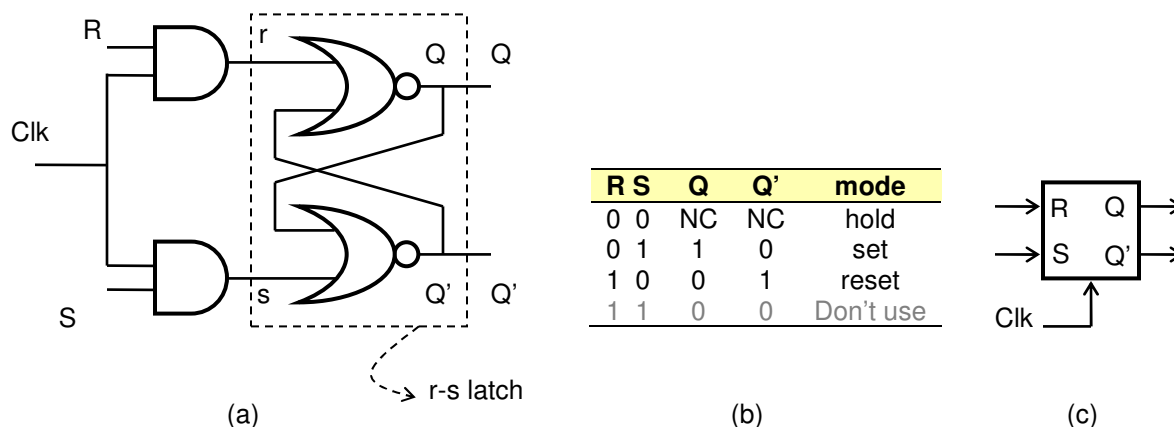 R
r
Q
Q
Clk
s
Q'
Q'
S
r-s latch
(a)
R S Q Q' mode
0 0 NC NC hold
0 1 1 0 set
1 0 0 1 reset
1 1 0 0 Don't use
(b)
R Q
S Q'
Clk
(c)